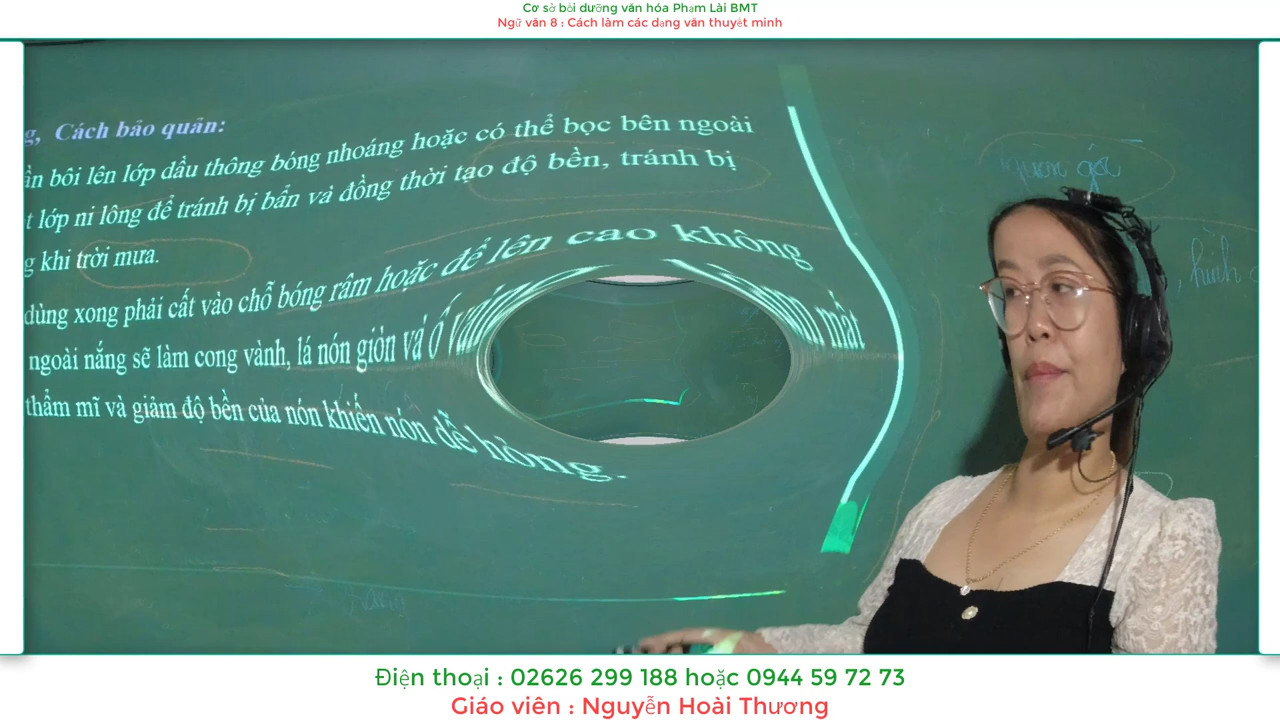 Cơ sở bồi dưỡng văn hóa Phạm Lài BMT
Ngữ văn 8 : Cách làm các dạng văn thuyết minh
g, Cách bảo quản:
ần bôi lên lớp dầu thông bóng nhoáng hoặc có thể bọc bên ngoài
t lớp ni lông để tránh bị bẩn và đồng thời tạo độ bền, tránh bị
g khi trời mưa.
dùng xong phải cất vào chỗ bóng râm hoặc để lên cao không
ngoài nắng sẽ làm cong vành, lá nón giòn và ố mất
thẩm mĩ và giảm độ bền của nón khiến nón dễ hỏng.
Điện thoại : 02626 299 188 hoặc 0944 59 72 73
Giáo viên : Nguyễn Hoài Thương